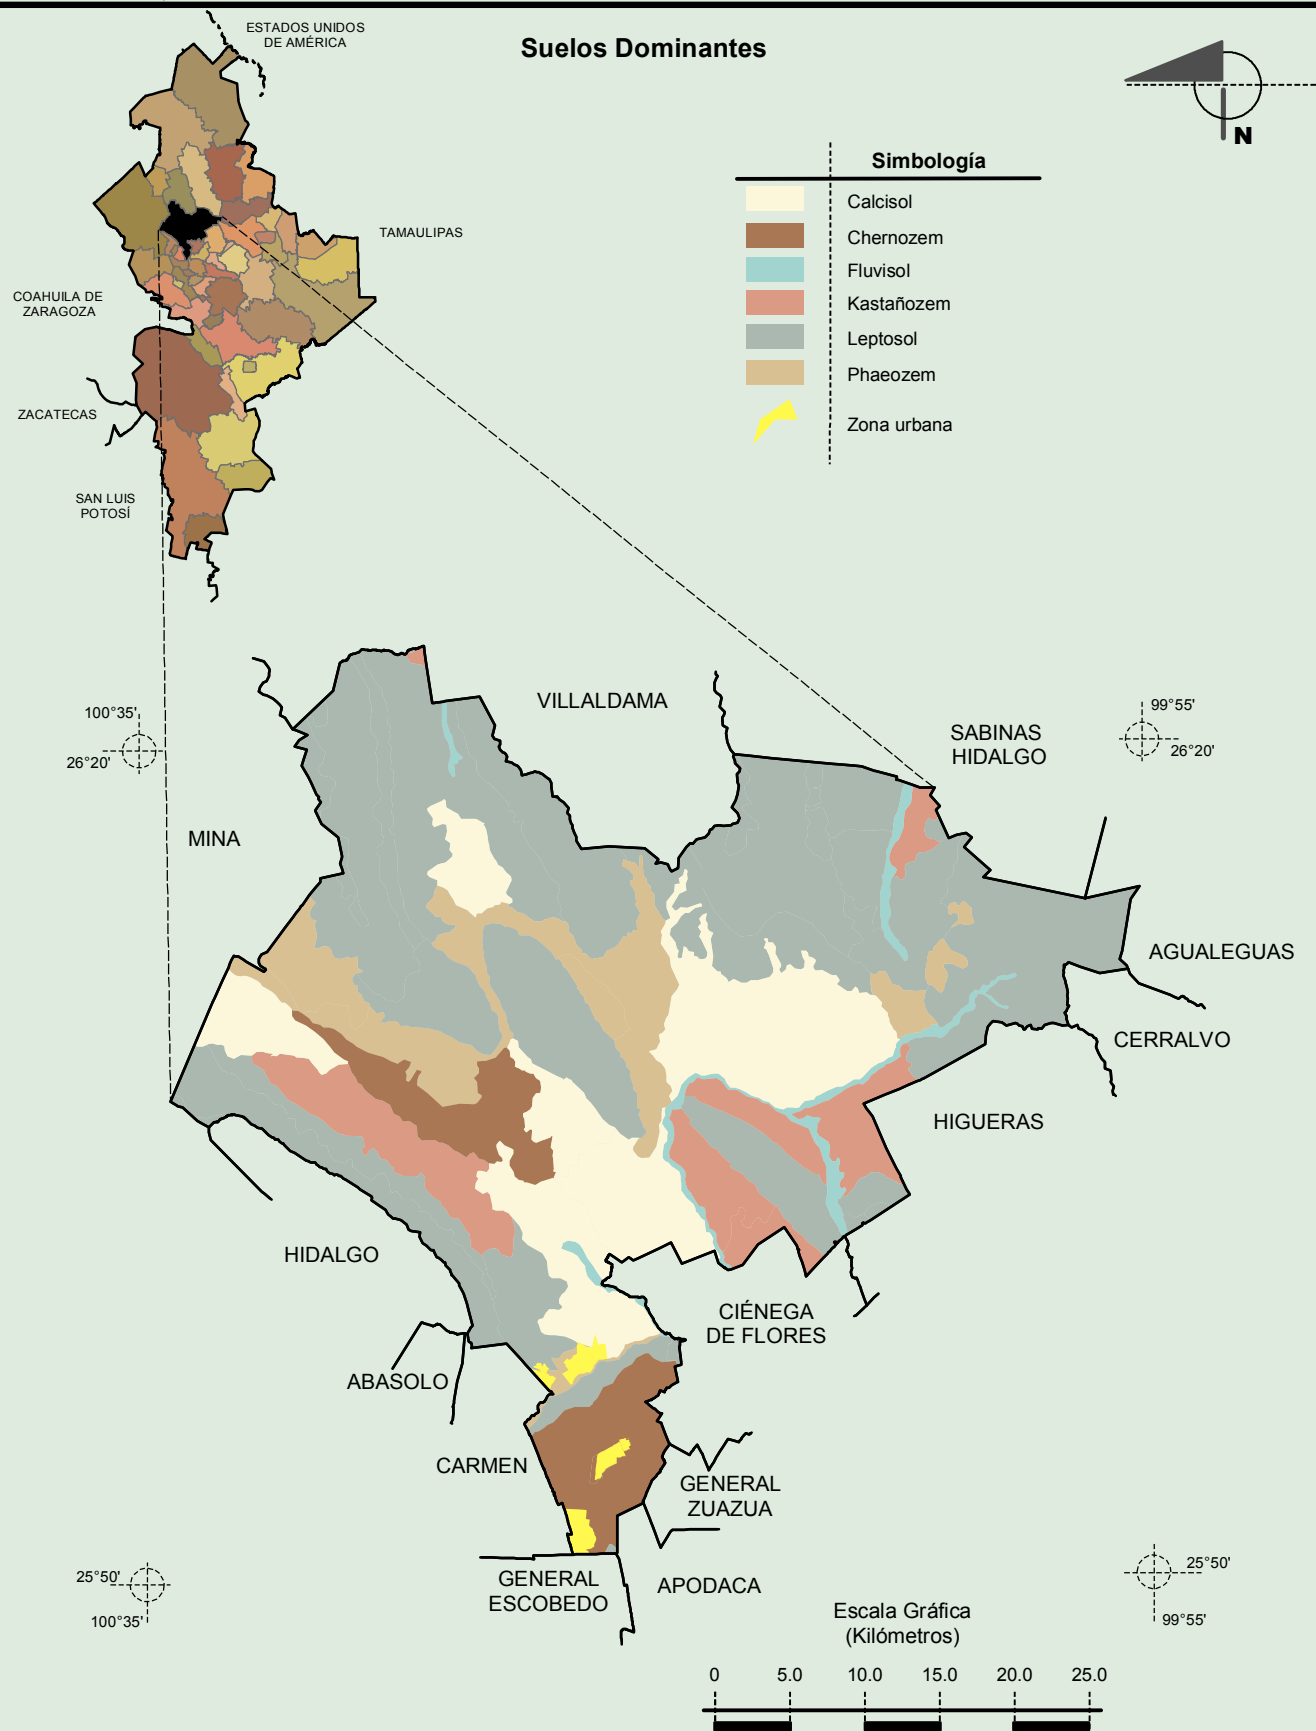 ESTADOS UNIDOS
DE AMÉRICA
Suelos Dominantes
N
Simbología
Calcisol
Chernozem
Fluvisol
Kastañozem
Leptosol
Phaeozem
Zona urbana
TAMAULIPAS
COAHUILA DE
ZARAGOZA
ZACATECAS
SAN LUIS
POTOSÍ
100°35'
26°20'
VILLALDAMA
SABINAS
HIDALGO
99°55'
26°20'
MINA
AGUALEGUAS
CERRALVO
HIGUERAS
HIDALGO
CIÉNEGA
DE FLORES
ABASOLO
CARMEN
GENERAL
ZUAZUA
GENERAL
ESCOBEDO
APODACA
25°50'
100°35'
25°50'
99°55'
Escala Gráfica
(Kilómetros)
0 5.0 10.0 15.0 20.0 25.0